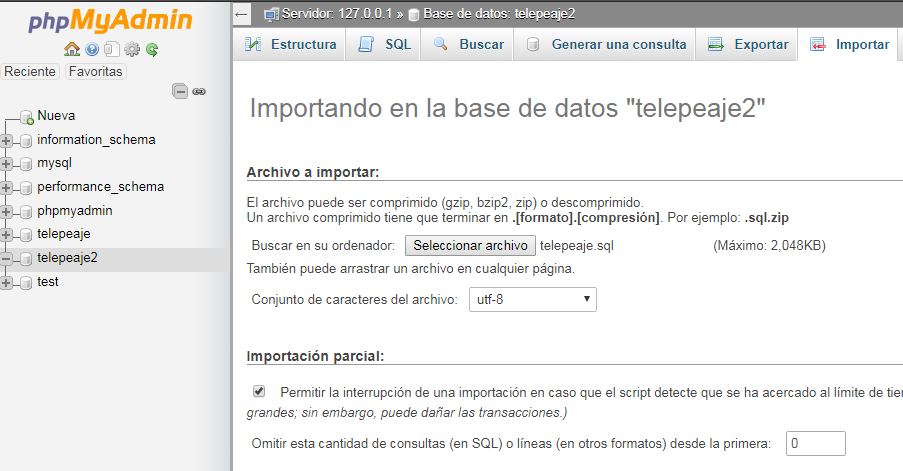 phpMyAdmin
Reciente Favoritas
Nueva
information_schema
mysql
performance_schema
phpmyadmin
telepeaje
telepeaje2
test
Servidor: 127.0.0.1 » Base de datos: telepeaje2
Estructura SQL Buscar Generar una consulta Exportar Importar
Importando en la base de datos "telepeaje2"
Archivo a importar:
El archivo puede ser comprimido (gzip, bzip2, zip) o descomprimido.
Un archivo comprimido tiene que terminar en .[formato].[compresión]. Por ejemplo: .sql.zip
Buscar en su ordenador: Seleccionar archivo telepeaje.sql (Máximo: 2,048KB)
También puede arrastrar un archivo en cualquier página.
Conjunto de caracteres del archivo: utf-8
Importación parcial:
Permitir la interrupción de una importación en caso que el script detecte que se ha acercado al límite de tie
grandes; sin embargo, puede dañar las transacciones.)
Omitir esta cantidad de consultas (en SQL) o líneas (en otros formatos) desde la primera: 0